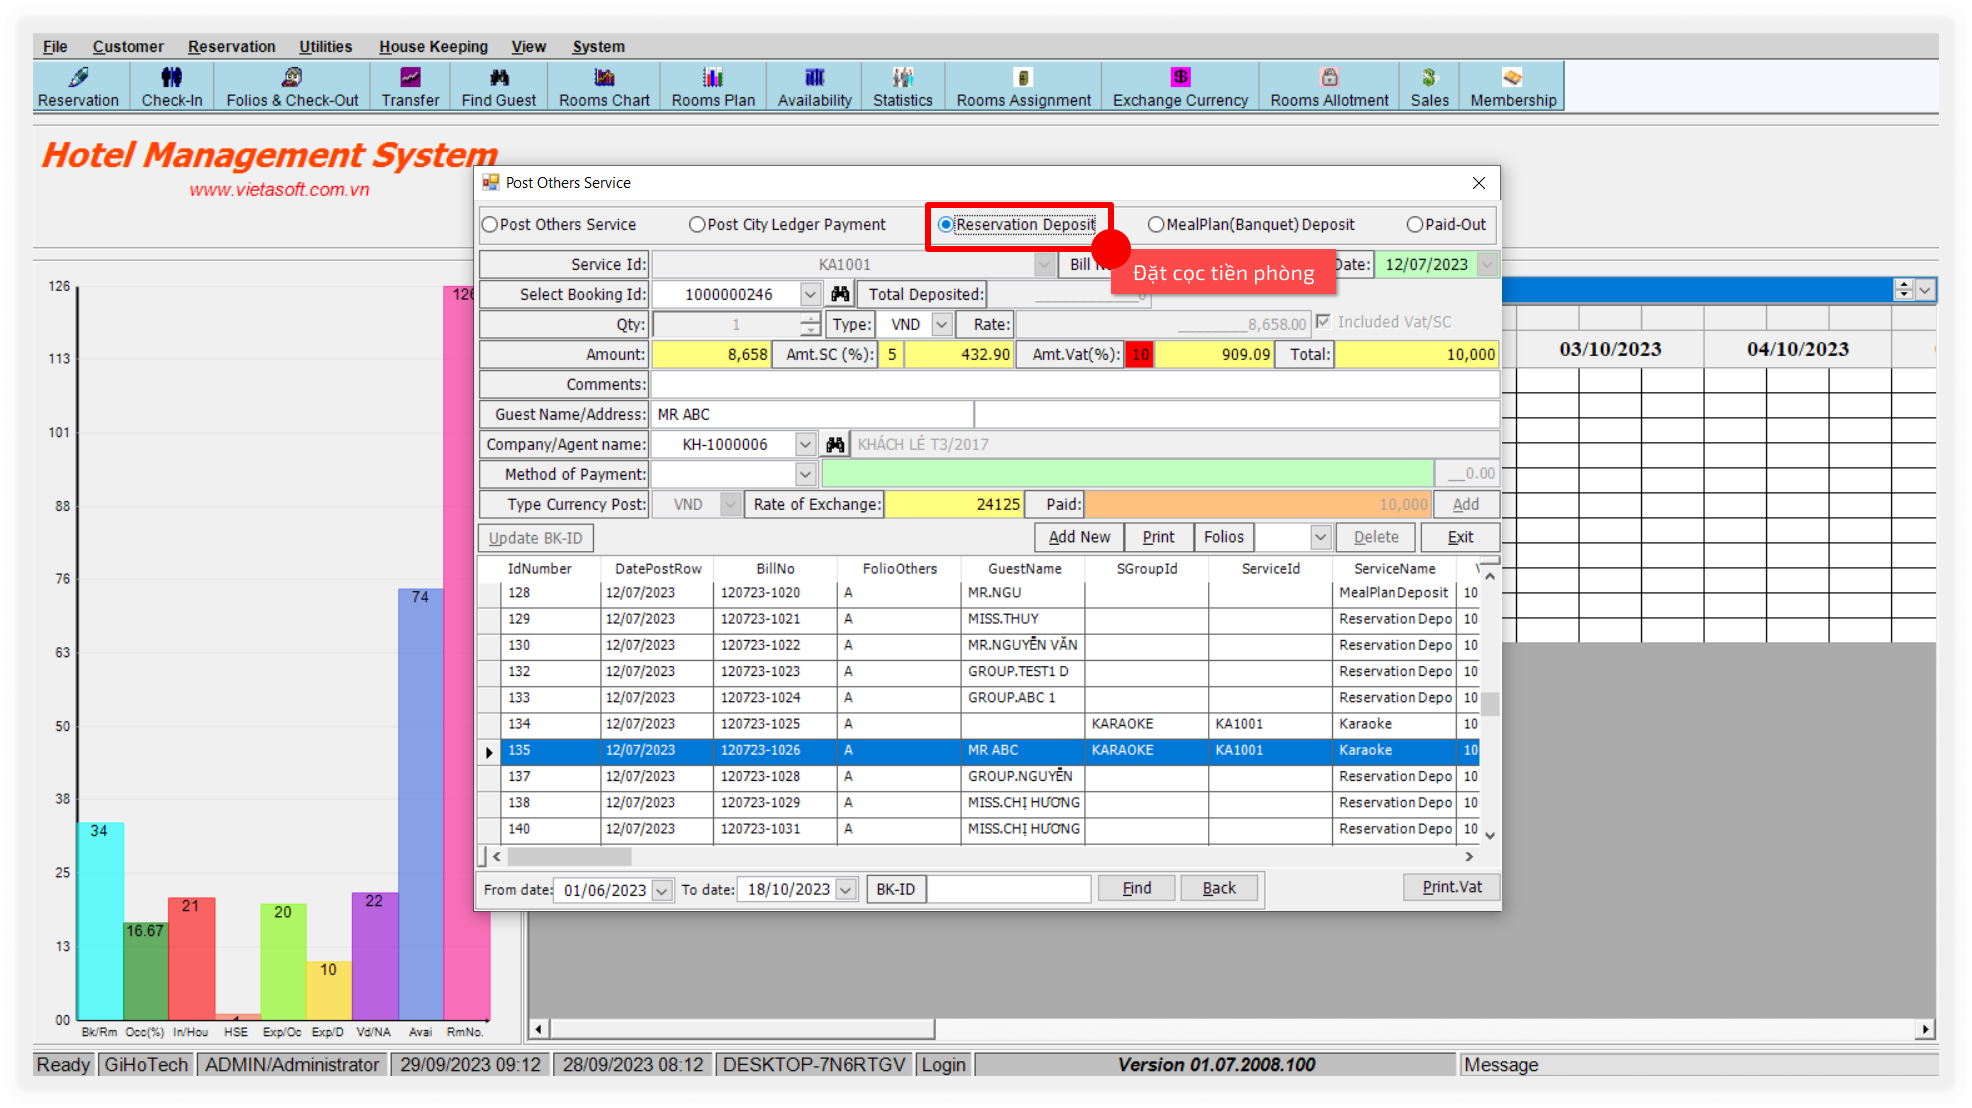 File Customer Reservation Utilities House Keeping View System
Reservation Check-In Folios & Check-Out Transfer Find Guest Rooms Chart Rooms Plan Availability Statistics Rooms Assignment Exchange Currency Rooms Allotment Sales Membership
Hotel Management System
www.vietasoft.com.vn
Post Others Service
Post Others Service Post City Ledger Payment Reservation Deposit MealPlan(Banquet) Deposit Paid-Out
Service Id: KA1001 Bill Date: 12/07/2023
Đặt cọc tiền phòng
Select Booking Id: 1000000246 Total Deposited: 0
Qty: 1 Type: VND Rate: 8,658.00 Included Vat/SC
Amount: 8,658 Amt.SC (%): 5 432.90 Amt.Vat(%): 10 909.09 Total: 10,000
Comments:
Guest Name/Address: MR ABC
Company/Agent name: KH-1000006 KHÁCH LẺ T3/2017
Method of Payment: 0.00
Type Currency Post: VND Rate of Exchange: 24125 Paid: 10,000 Add
Update BK-ID Add New Print Folios Delete Exit
IdNumber DatePostRow BillNo FolioOthers GuestName SGroupId ServiceId ServiceName
128 12/07/2023 120723-1020 A MR.NGU MealPlanDeposit 10
129 12/07/2023 120723-1021 A MISS.THUY Reservation Depo 10
130 12/07/2023 120723-1022 A MR.NGUYỄN VĂN Reservation Depo 10
132 12/07/2023 120723-1023 A GROUP.TEST1 D Reservation Depo 10
133 12/07/2023 120723-1024 A GROUP.ABC 1 Reservation Depo 10
134 12/07/2023 120723-1025 A KARAOKE KA1001 Karaoke 10
135 12/07/2023 120723-1026 A MR ABC KARAOKE KA1001 Karaoke 10
137 12/07/2023 120723-1028 A GROUP.NGUYỄN Reservation Depo 10
138 12/07/2023 120723-1029 A MISS.CHỊ HƯƠNG Reservation Depo 10
140 12/07/2023 120723-1031 A MISS.CHỊ HƯƠNG Reservation Depo 10
From date: 01/06/2023 To date: 18/10/2023 BK-ID Find Back Print.Vat
03/10/2023 04/10/2023
126
113
101
88
76
63
50
38
25
13
00
34 16.67 21 20 10 22 74 126
Bk/Rm Occ(%) In/Hou HSE Exp/Oc Exp/D Vd/NA Avai RmNo.
Ready GiHoTech ADMIN/Administrator 29/09/2023 09:12 28/09/2023 08:12 DESKTOP-7N6RTGV Login Version 01.07.2008.100 Message